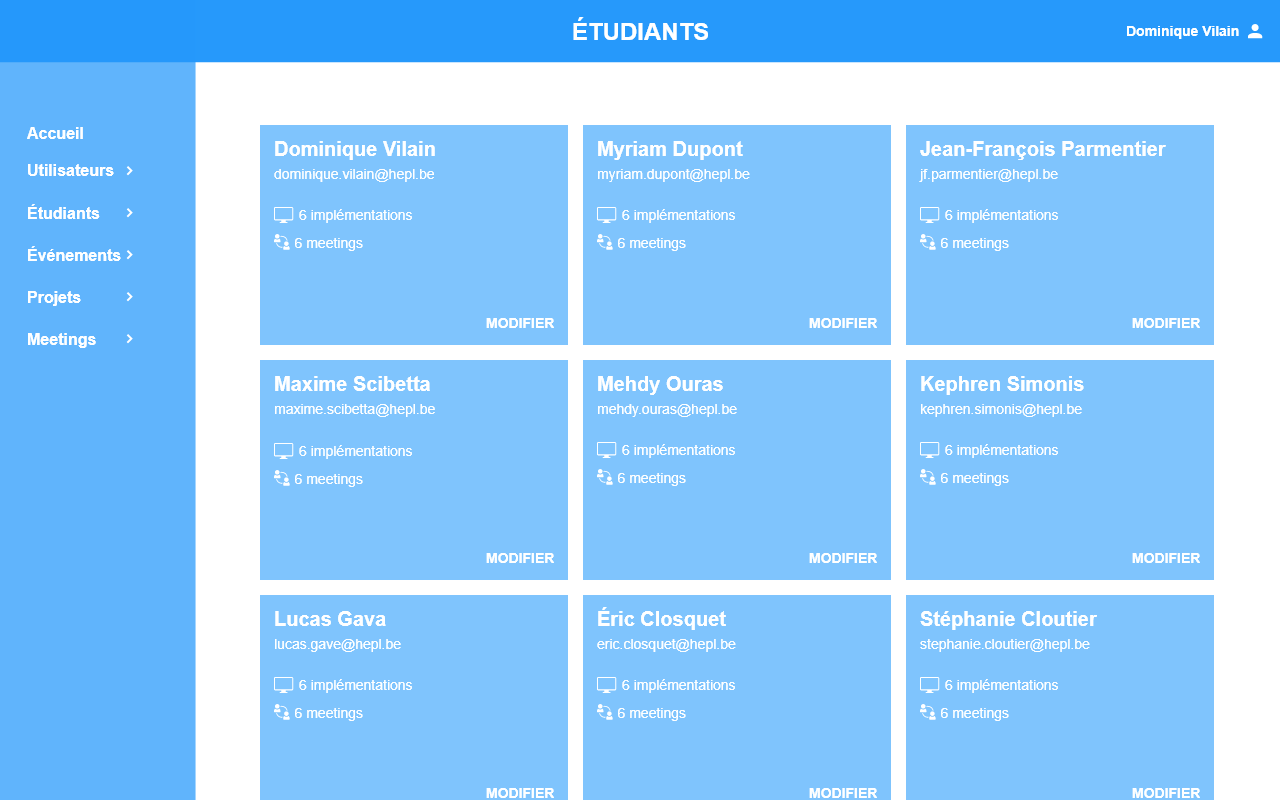 ÉTUDIANTS
Dominique Vilain
Accueil
Utilisateurs
Étudiants
Événements
Projets
Meetings
Dominique Vilain
dominique.vilain@hepl.be
6 implémentations
6 meetings
MODIFIER
Myriam Dupont
myriam.dupont@hepl.be
6 implémentations
6 meetings
MODIFIER
Jean-François Parmentier
jf.parmentier@hepl.be
6 implémentations
6 meetings
MODIFIER
Maxime Scibetta
maxime.scibetta@hepl.be
6 implémentations
6 meetings
MODIFIER
Mehdy Ouras
mehdy.ouras@hepl.be
6 implémentations
6 meetings
MODIFIER
Kephren Simonis
kephren.simonis@hepl.be
6 implémentations
6 meetings
MODIFIER
Lucas Gava
lucas.gave@hepl.be
6 implémentations
6 meetings
MODIFIER
Éric Closquet
eric.closquet@hepl.be
6 implémentations
6 meetings
MODIFIER
Stéphanie Cloutier
stephanie.cloutier@hepl.be
6 implémentations
6 meetings
MODIFIER